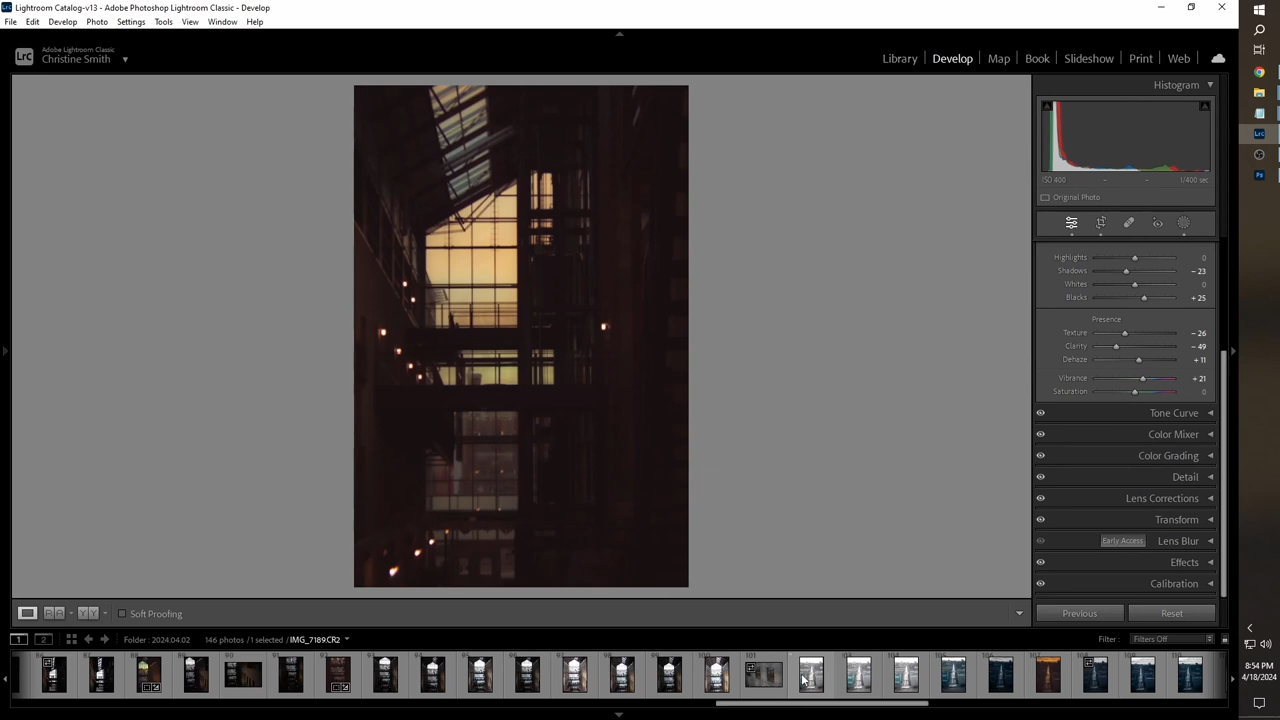 Lightroom Catalog-v13 - Adobe Photoshop Lightroom Classic - Develop
File Edit Develop Photo Settings Tools View Window Help
Lrc Adobe Lightroom Classic
Christine Smith
Library | Develop | Map | Book | Slideshow | Print | Web
Histogram
ISO 400 – – 1/400 sec
Original Photo
Highlights 0
Shadows – 23
Whites 0
Blacks + 25
Presence
Texture – 26
Clarity – 49
Dehaze + 11
Vibrance + 21
Saturation 0
Tone Curve
Color Mixer
Color Grading
Detail
Lens Corrections
Transform
Early Access Lens Blur
Effects
Calibration
Previous Reset
R A Y Y Soft Proofing
1 2 Folder : 2024.04.02 146 photos / 1 selected / IMG_7189.CR2 Filter : Filters Off
Lrc
Ps
8:54 PM
4/18/2024